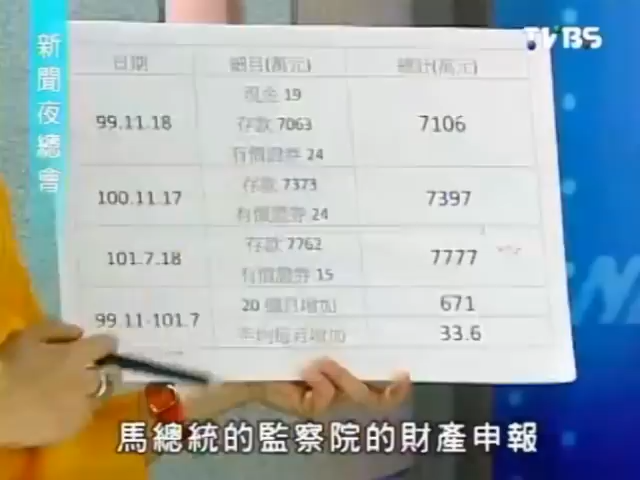 TVBS
新聞夜總會
日期 細目(萬元) 總計(萬元)
現金 19
99.11.18 存款 7063 7106
有價證券 24
存款 7373
100.11.17 7397
有價證券 24
存款 7762
101.7.18 7777
有價證券 15
20 個月增加 671
99.11-101.7
平均每月增加 33.6
馬總統的監察院的財產申報